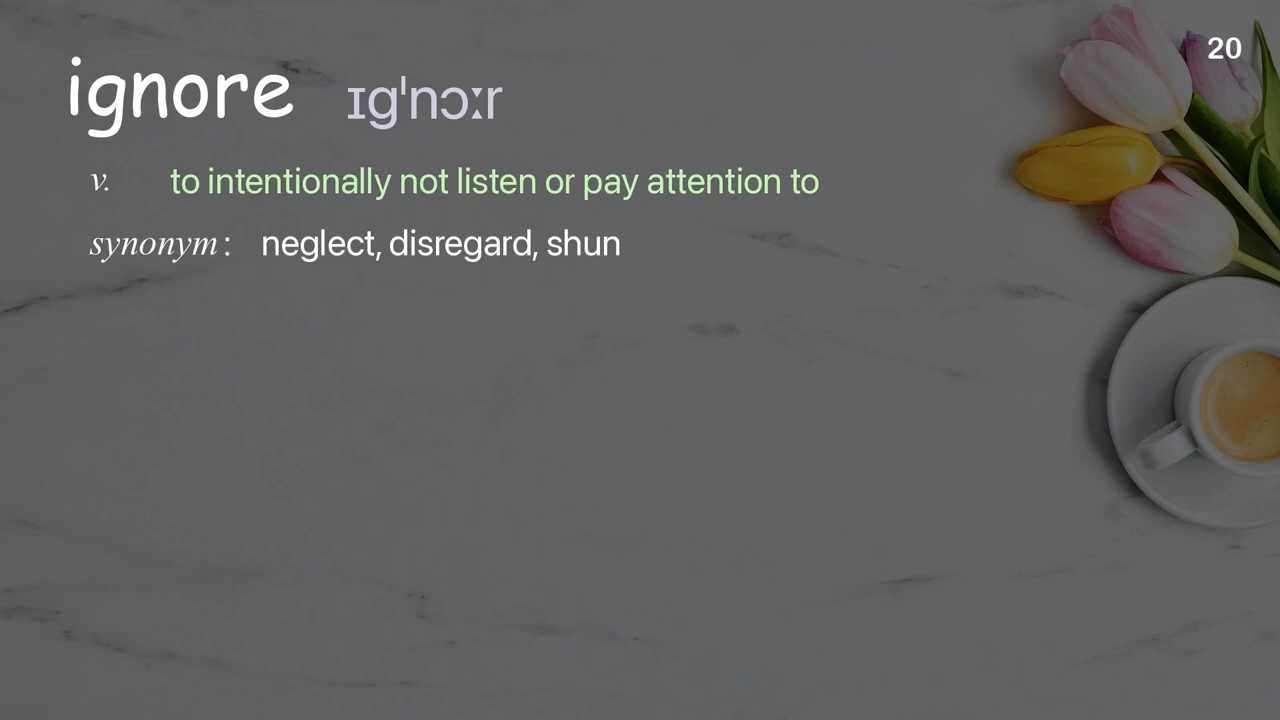 20
ignore ɪɡˈnɔːr
v. to intentionally not listen or pay attention to
synonym : neglect, disregard, shun